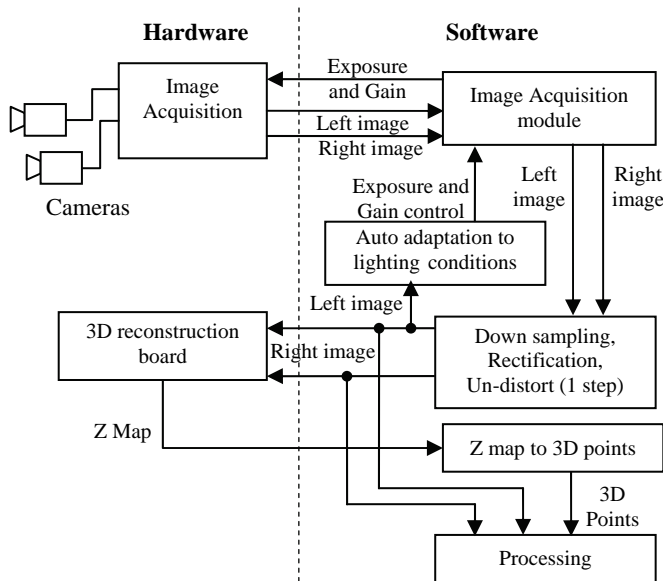 Hardware
Software
Image
Acquisition
Exposure
and Gain
Left image
Right image
Image Acquisition
module
Cameras
Exposure and
Gain control
Left
image
Right
image
Auto adaptation to
lighting conditions
Left image
3D reconstruction
board
Right image
Down sampling,
Rectification,
Un-distort (1 step)
Z Map
Z map to 3D points
3D
Points
Processing